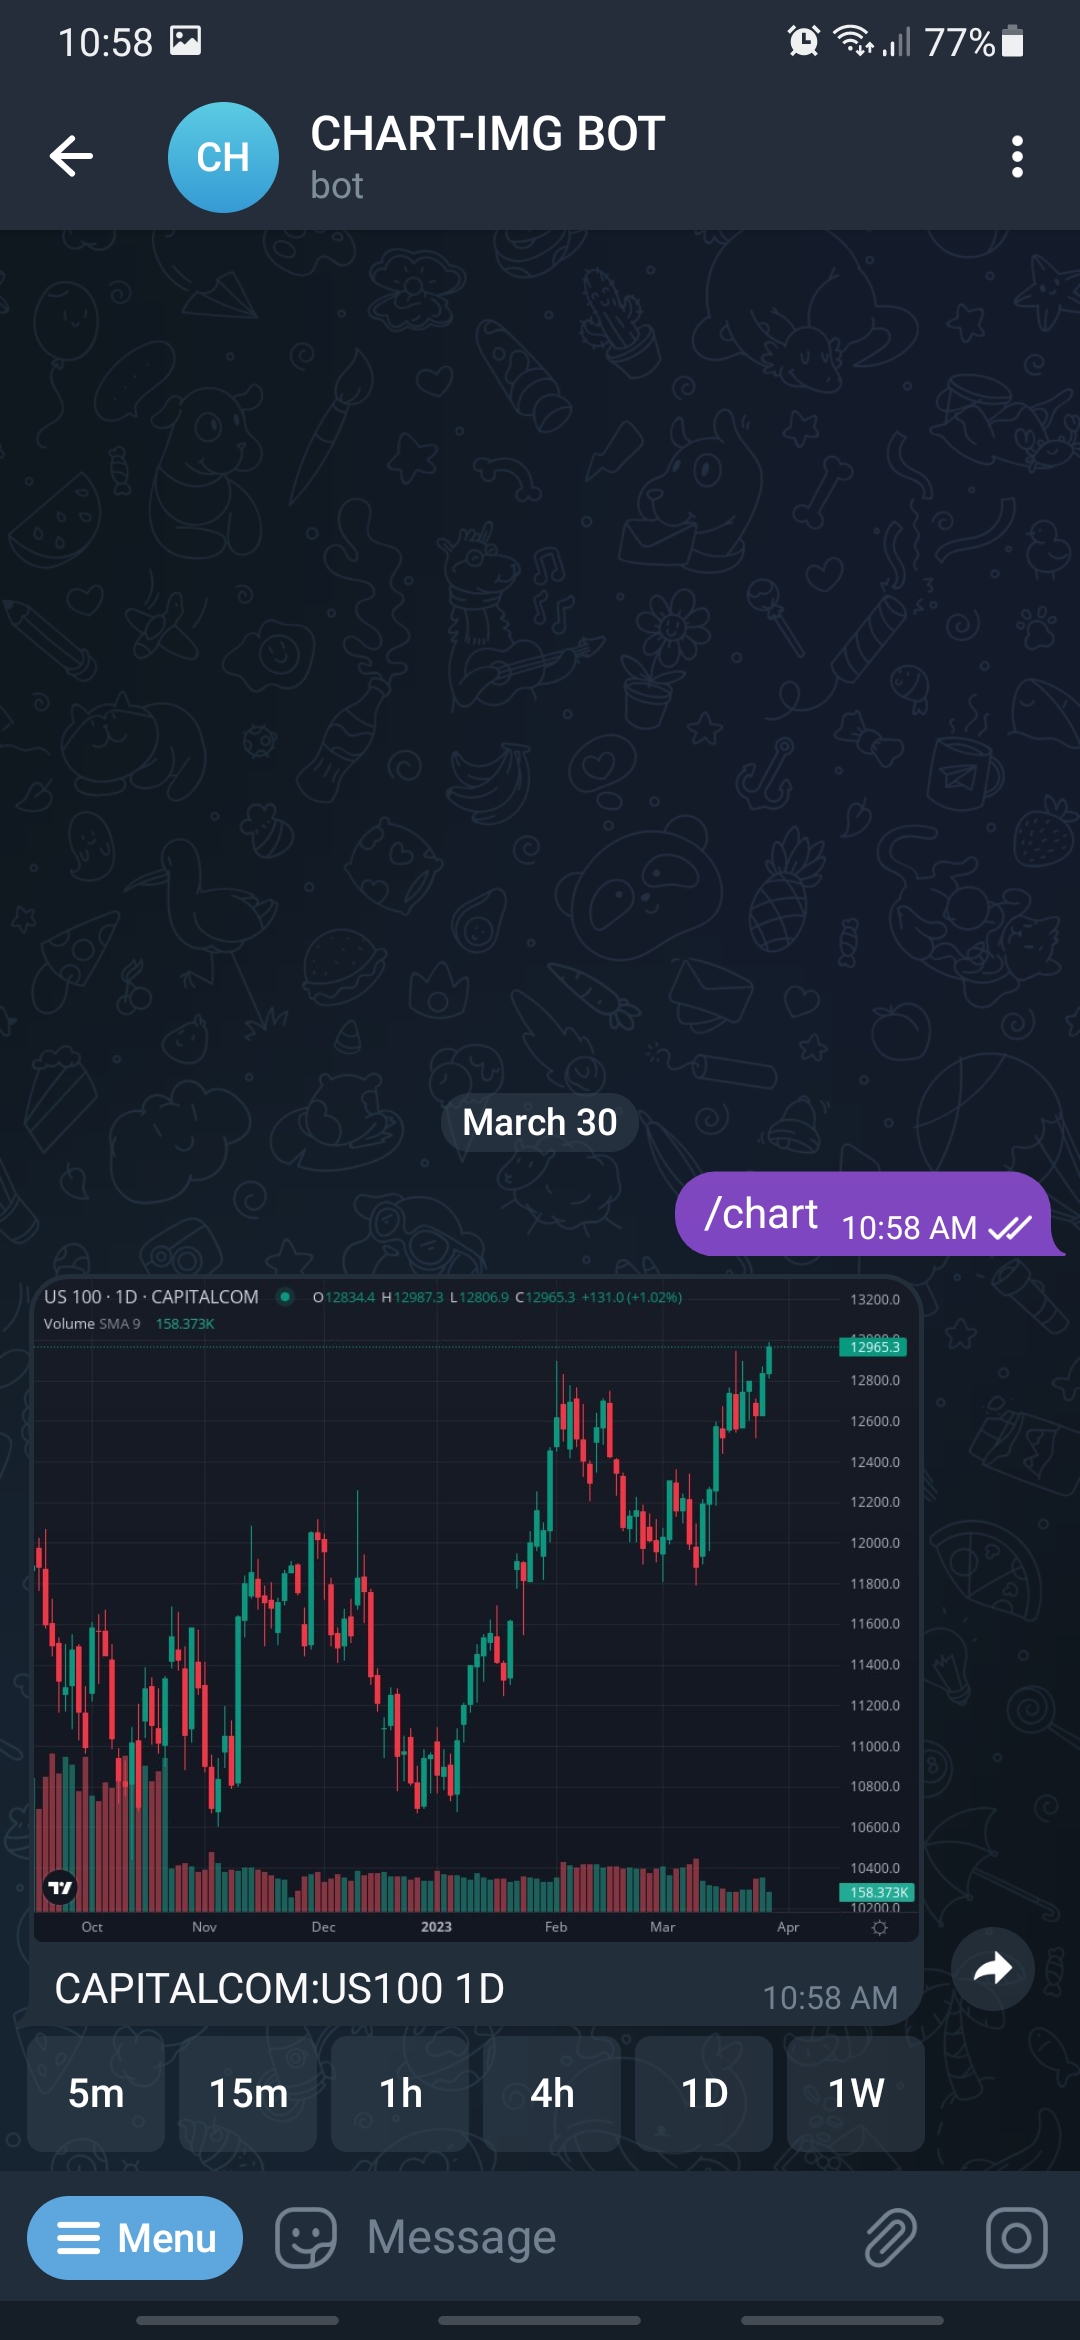 10:58
77%
CH
CHART-IMG BOT
bot
March 30
/chart
10:58 AM
US 100 · 1D · CAPITALCOM O12834.4 H12987.3 L12806.9 C12965.3 +131.0 (+1.02%)
Volume SMA 9 158.373K
13200.0
13000.0
12965.3
12800.0
12600.0
12400.0
12200.0
12000.0
11800.0
11600.0
11400.0
11200.0
11000.0
10800.0
10600.0
10400.0
158.373K
10200.0
Oct Nov Dec 2023 Feb Mar Apr
CAPITALCOM:US100 1D
10:58 AM
5m 15m 1h 4h 1D 1W
Menu
Message